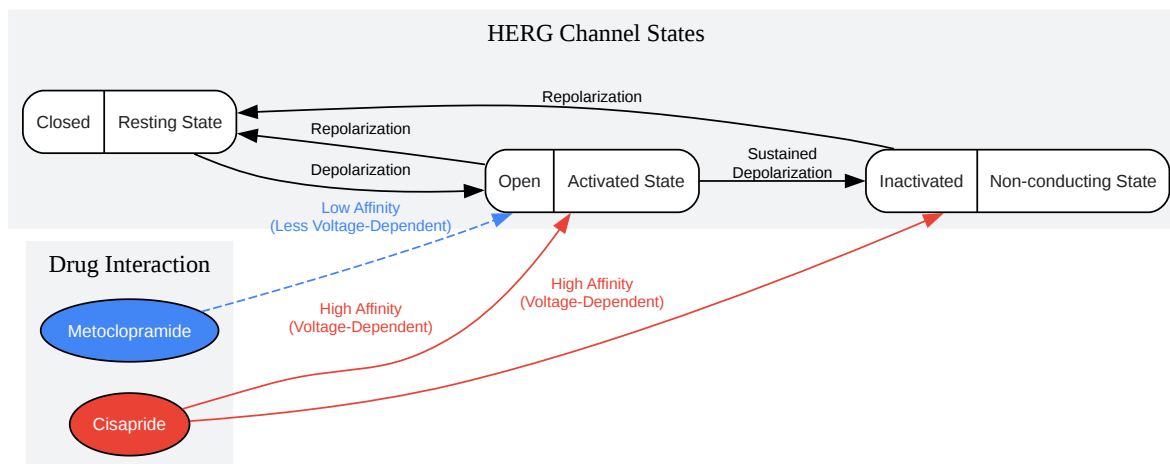 HERG Channel States
Repolarization
Closed
Resting State
Repolarization
Depolarization
Open
Activated State
Sustained
Depolarization
Inactivated
Non-conducting State
Low Affinity
(Less Voltage-Dependent)
Drug Interaction
High Affinity
(Voltage-Dependent)
High Affinity
(Voltage-Dependent)
Metoclopramide
Cisapride